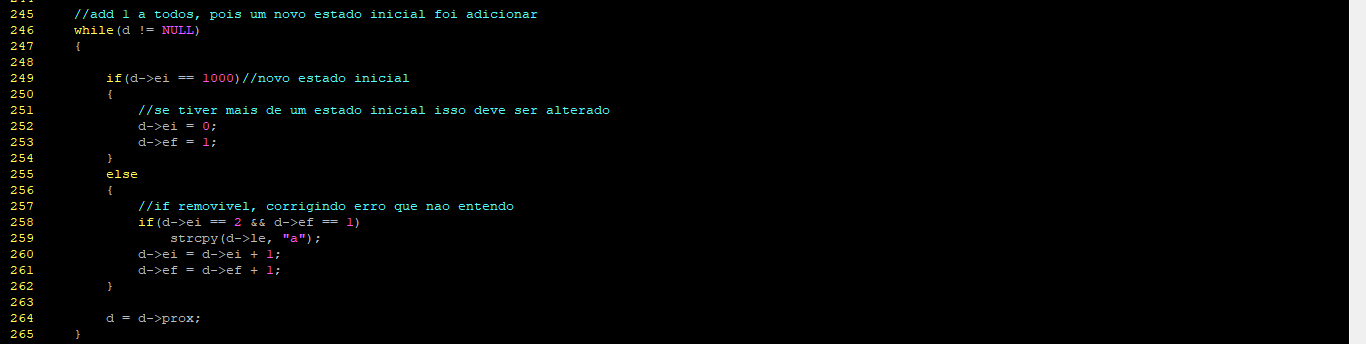 245 //add 1 a todos, pois um novo estado inicial foi adicionar
246 while(d != NULL)
247 {
248
249 if(d->ei == 1000)//novo estado inicial
250 {
251 //se tiver mais de um estado inicial isso deve ser alterado
252 d->ei = 0;
253 d->ef = 1;
254 }
255 else
256 {
257 //if removivel, corrigindo erro que nao entendo
258 if(d->ei == 2 && d->ef == 1)
259 strcpy(d->le, "a");
260 d->ei = d->ei + 1;
261 d->ef = d->ef + 1;
262 }
263
264 d = d->prox;
265 }